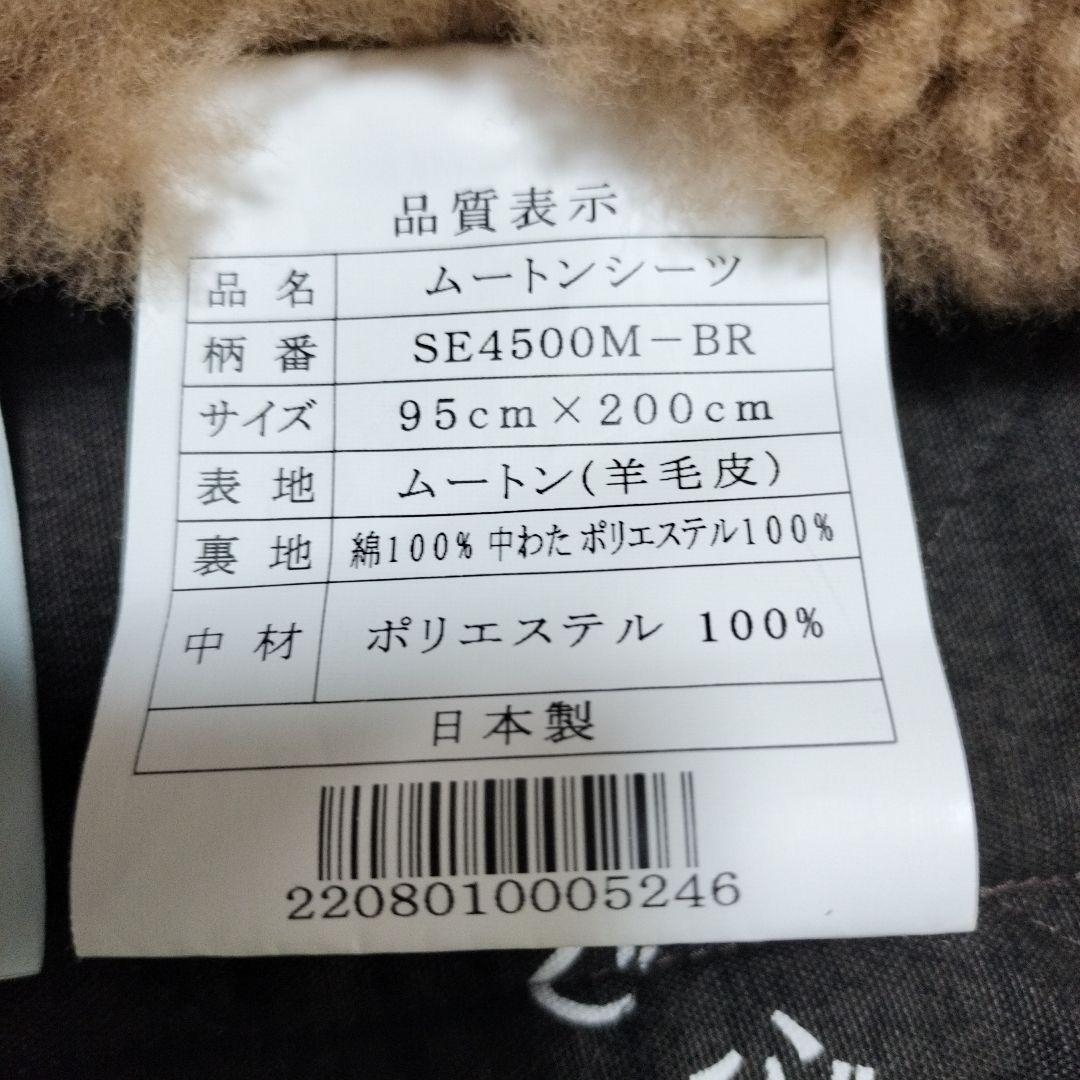 品質表示
品名 ムートンシーツ
柄番 SE4500M-BR
サイズ 95cm×200cm
表地 ムートン(羊毛皮)
裏地 綿100% 中わた ポリエステル100%
中材 ポリエステル 100%
日本製
2208010005246